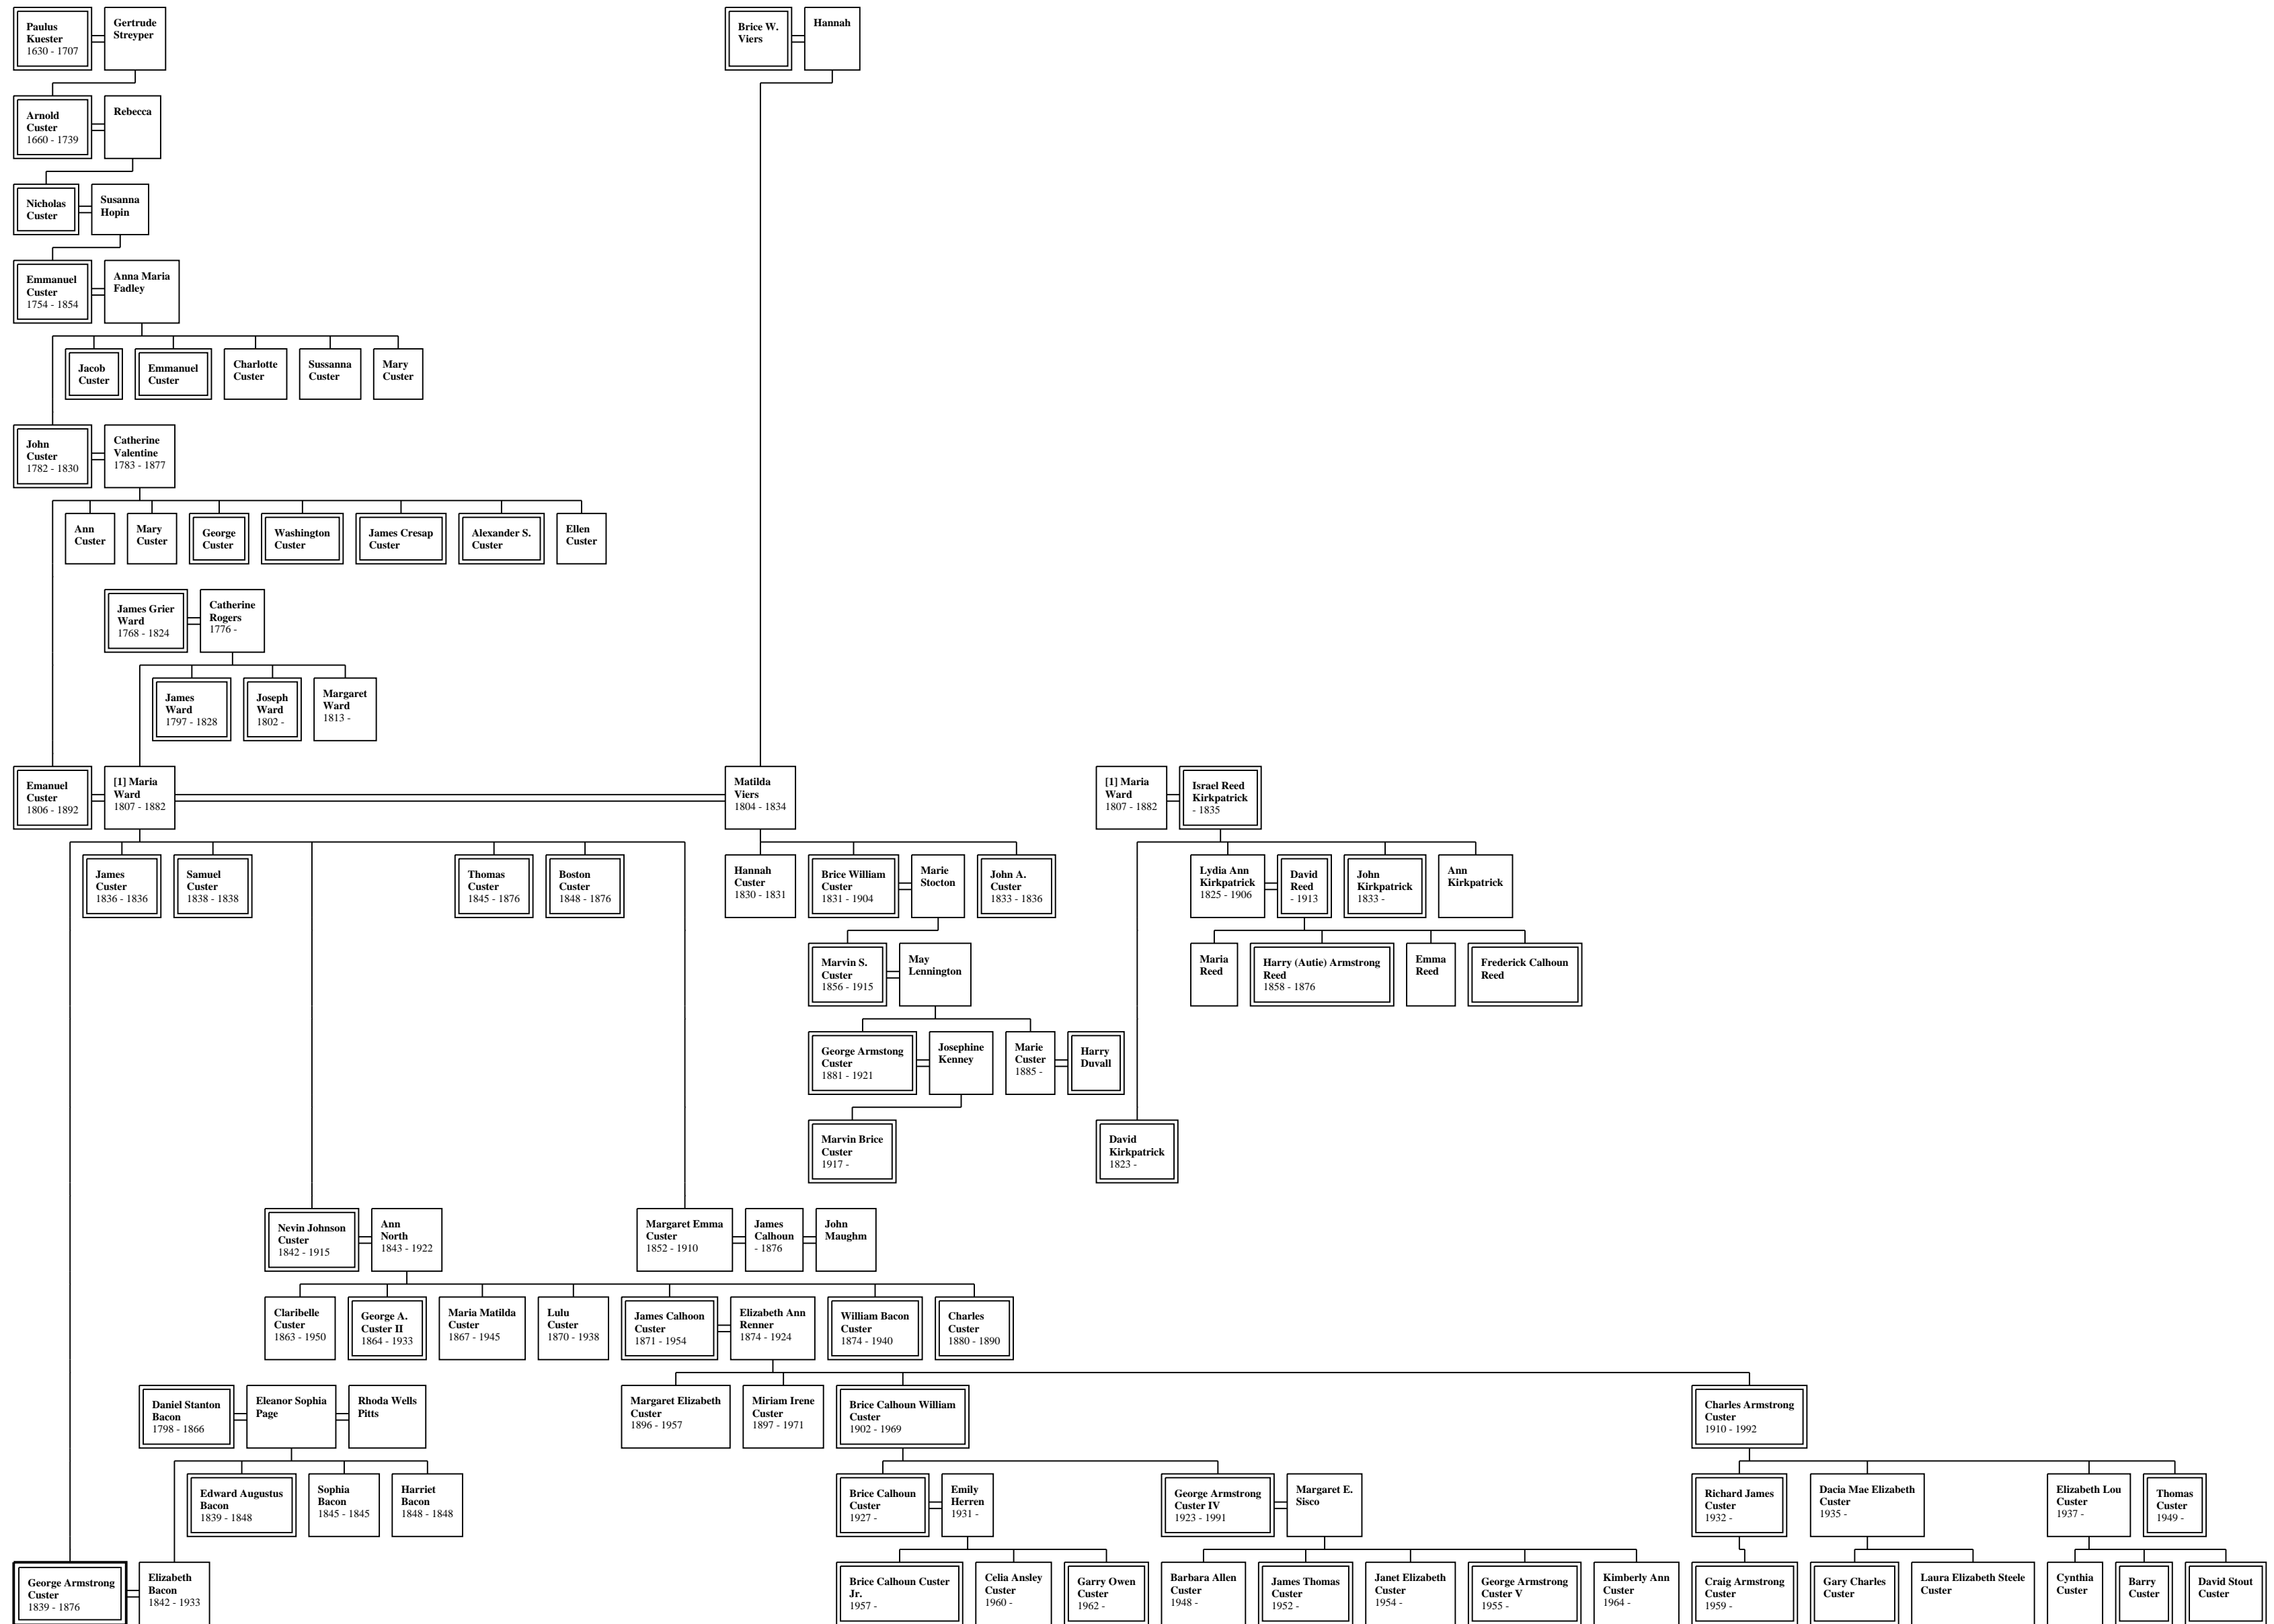 Paulus
Kuester
1630 - 1707
Gertrude
Streyper
Brice W.
Viers
Hannah
Arnold
Custer
1660 - 1739
Rebecca
Nicholas
Custer
Susanna
Hopin
Emmanuel
Custer
1754 - 1854
Anna Maria
Fadley
Jacob
Custer
Emmanuel
Custer
Charlotte
Custer
Sussanna
Custer
Mary
Custer
John
Custer
1782 - 1830
Catherine
Valentine
1783 - 1877
Ann
Custer
Mary
Custer
George
Custer
Washington
Custer
James Cresap
Custer
Alexander S.
Custer
Ellen
Custer
James Grier
Ward
1768 - 1824
Catherine
Rogers
1776 -
James
Ward
1797 - 1828
Joseph
Ward
1802 -
Margaret
Ward
1813 -
Emanuel
Custer
1806 - 1892
[1] Maria
Ward
1807 - 1882
Matilda
Viers
1804 - 1834
[1] Maria
Ward
1807 - 1882
Israel Reed
Kirkpatrick
- 1835
James
Custer
1836 - 1836
Samuel
Custer
1838 - 1838
Thomas
Custer
1845 - 1876
Boston
Custer
1848 - 1876
Hannah
Custer
1830 - 1831
Brice William
Custer
1831 - 1904
Marie
Stocton
John A.
Custer
1833 - 1836
Lydia Ann
Kirkpatrick
1825 - 1906
David
Reed
- 1913
John
Kirkpatrick
1833 -
Ann
Kirkpatrick
Marvin S.
Custer
1856 - 1915
May
Lennington
Maria
Reed
Harry (Autie) Armstrong
Reed
1858 - 1876
Emma
Reed
Frederick Calhoun
Reed
George Armstong
Custer
1881 - 1921
Josephine
Kenney
Marie
Custer
1885 -
Harry
Duvall
Marvin Brice
Custer
1917 -
David
Kirkpatrick
1823 -
Nevin Johnson
Custer
1842 - 1915
Ann
North
1843 - 1922
Margaret Emma
Custer
1852 - 1910
James
Calhoun
- 1876
John
Maughm
Claribelle
Custer
1863 - 1950
George A.
Custer II
1864 - 1933
Maria Matilda
Custer
1867 - 1945
Lulu
Custer
1870 - 1938
James Calhoon
Custer
1871 - 1954
Elizabeth Ann
Renner
1874 - 1924
William Bacon
Custer
1874 - 1940
Charles
Custer
1880 - 1890
Daniel Stanton
Bacon
1798 - 1866
Eleanor Sophia
Page
Rhoda Wells
Pitts
Margaret Elizabeth
Custer
1896 - 1957
Miriam Irene
Custer
1897 - 1971
Brice Calhoun William
Custer
1902 - 1969
Charles Armstrong
Custer
1910 - 1992
Edward Augustus
Bacon
1839 - 1848
Sophia
Bacon
1845 - 1845
Harriet
Bacon
1848 - 1848
Brice Calhoun
Custer
1927 -
Emily
Herren
1931 -
George Armstrong
Custer IV
1923 - 1991
Margaret E.
Sisco
Richard James
Custer
1932 -
Dacia Mae Elizabeth
Custer
1935 -
Elizabeth Lou
Custer
1937 -
Thomas
Custer
1949 -
George Armstrong
Custer
1839 - 1876
Elizabeth
Bacon
1842 - 1933
Brice Calhoun Custer
Jr.
1957 -
Celia Ansley
Custer
1960 -
Garry Owen
Custer
1962 -
Barbara Allen
Custer
1948 -
James Thomas
Custer
1952 -
Janet Elizabeth
Custer
1954 -
George Armstrong
Custer V
1955 -
Kimberly Ann
Custer
1964 -
Craig Armstrong
Custer
1959 -
Gary Charles
Custer
Laura Elizabeth Steele
Custer
Cynthia
Custer
Barry
Custer
David Stout
Custer